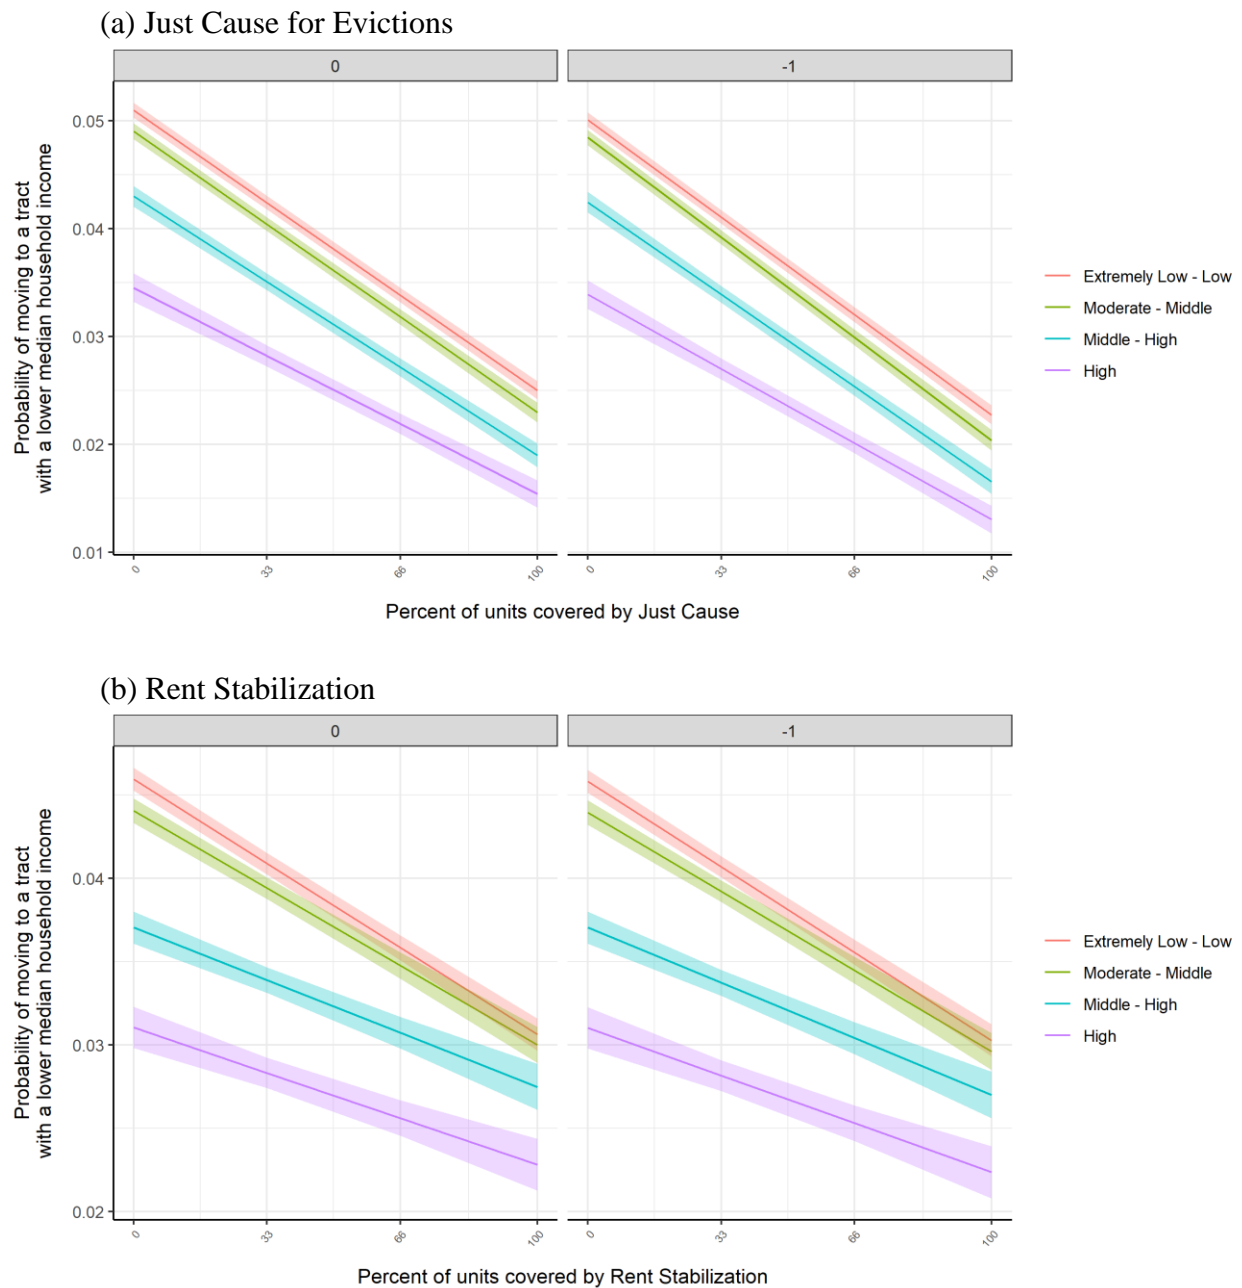 (a) Just Cause for Evictions
0
-1
0.05
0.04
0.03
0.02
0.01
Probability of moving to a tract
with a lower median household income
0
33
66
100
0
33
66
100
Percent of units covered by Just Cause
Extremely Low - Low
Moderate - Middle
Middle - High
High
(b) Rent Stabilization
0
-1
0.04
0.03
0.02
Probability of moving to a tract
with a lower median household income
0
33
66
100
0
33
66
100
Percent of units covered by Rent Stabilization
Extremely Low - Low
Moderate - Middle
Middle - High
High